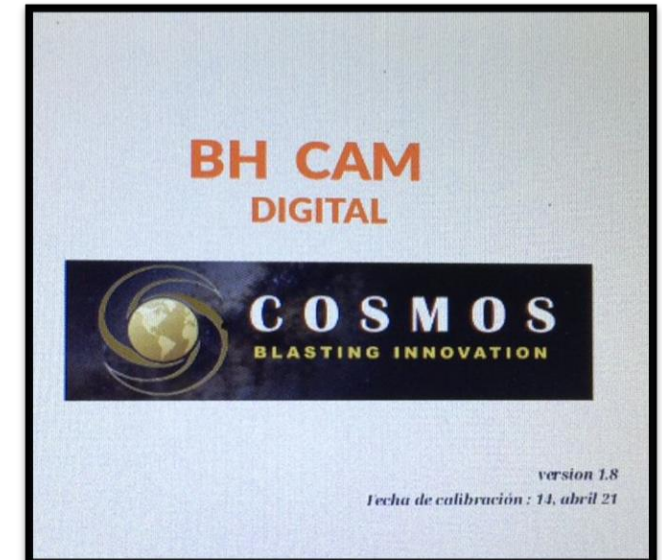 BH CAM
DIGITAL
COSMOS
BLASTING INNOVATION
version 1.8
Fecha de calibración : 14, abril 21